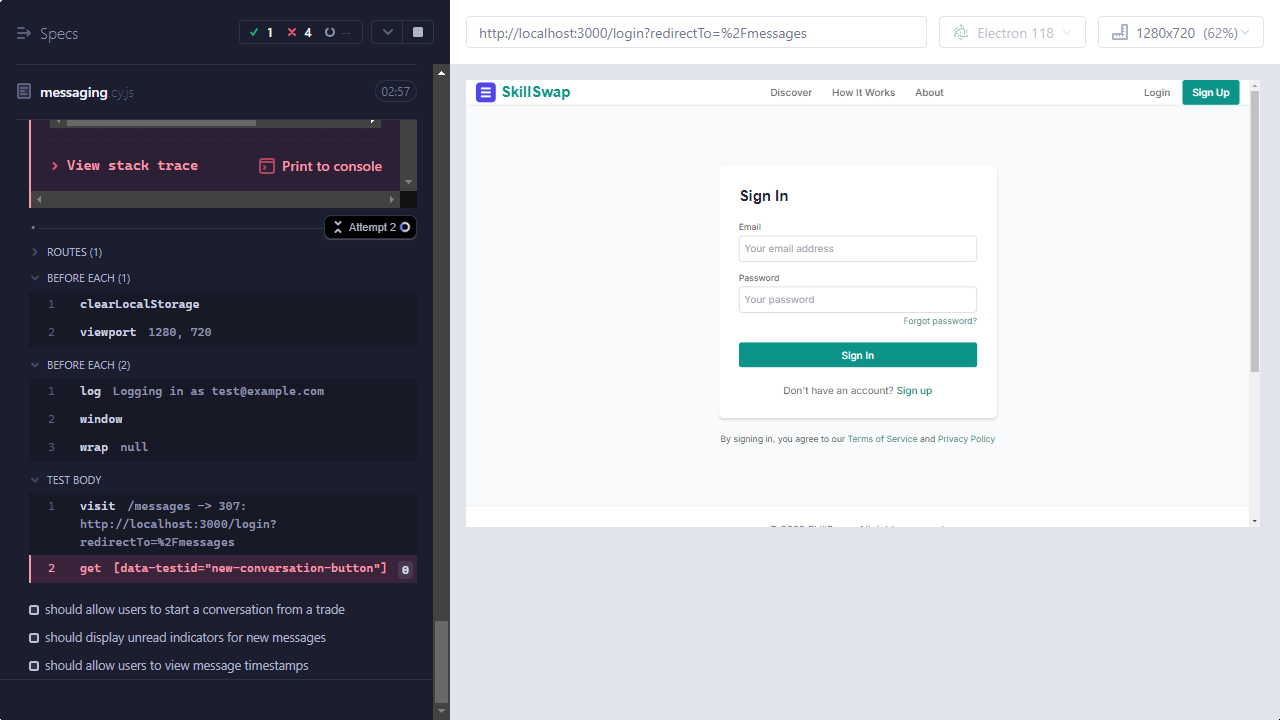 Specs
1
4
--
messaging.cy.js
02:57
View stack trace
Print to console
Attempt 2
ROUTES (1)
BEFORE EACH (1)
1 clearLocalStorage
2 viewport 1280, 720
BEFORE EACH (2)
1 log Logging in as test@example.com
2 window
3 wrap null
TEST BODY
1 visit /messages -> 307:
http://localhost:3000/login?
redirectTo=%2Fmessages
2 get [data-testid="new-conversation-button"] 0
should allow users to start a conversation from a trade
should display unread indicators for new messages
should allow users to view message timestamps
http://localhost:3000/login?redirectTo=%2Fmessages
Electron 118
1280x720 (62%)
SkillSwap
Discover
How It Works
About
Login
Sign Up
Sign In
Email
Your email address
Password
Your password
Forgot password?
Sign In
Don't have an account? Sign up
By signing in, you agree to our Terms of Service and Privacy Policy